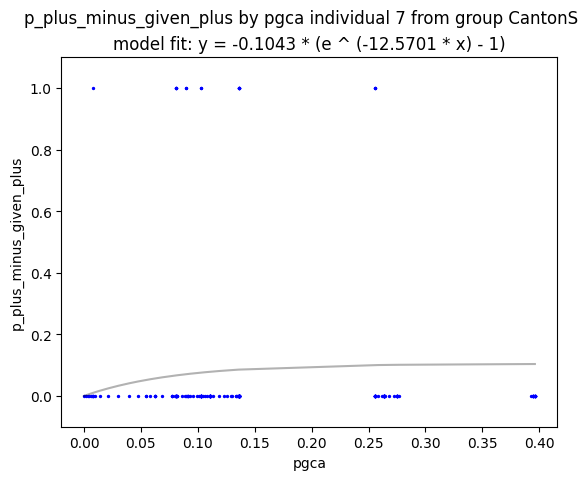 p_plus_minus_given_plus by pgca individual 7 from group CantonS
model fit: y = -0.1043 * (e ^ (-12.5701 * x) - 1)
1.0
0.8
0.6
0.4
0.2
0.0
p_plus_minus_given_plus
0.00 0.05 0.10 0.15 0.20 0.25 0.30 0.35 0.40
pgca